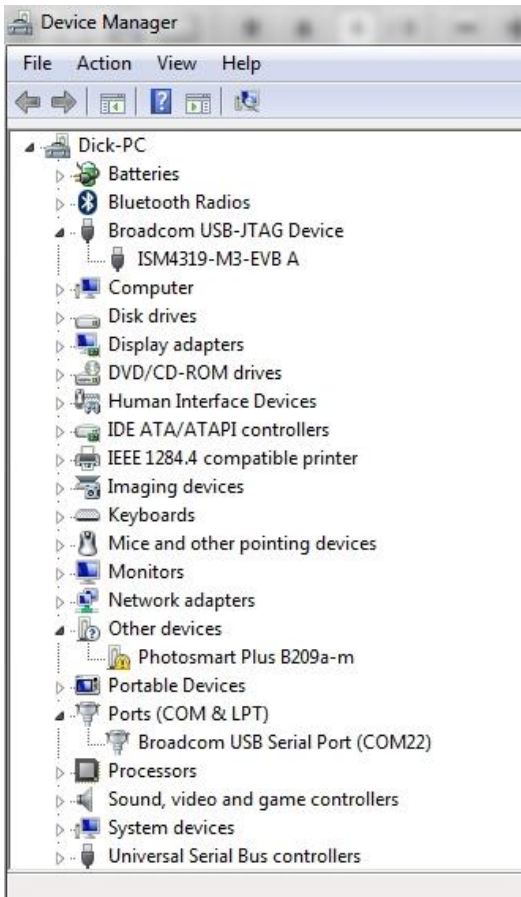 Device Manager
File Action View Help
Dick-PC
Batteries
Bluetooth Radios
Broadcom USB-JTAG Device
ISM4319-M3-EVB A
Computer
Disk drives
Display adapters
DVD/CD-ROM drives
Human Interface Devices
IDE ATA/ATAPI controllers
IEEE 1284.4 compatible printer
Imaging devices
Keyboards
Mice and other pointing devices
Monitors
Network adapters
Other devices
Photosmart Plus B209a-m
Portable Devices
Ports (COM & LPT)
Broadcom USB Serial Port (COM22)
Processors
Sound, video and game controllers
System devices
Universal Serial Bus controllers